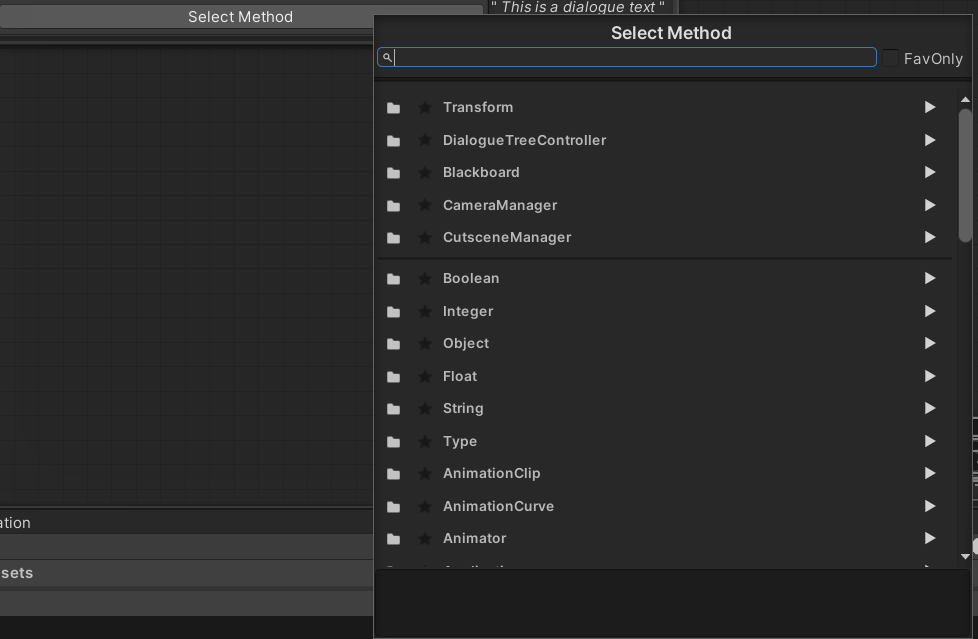 Select Method
" This is a dialogue text "
Select Method
FavOnly
Transform
DialogueTreeController
Blackboard
CameraManager
CutsceneManager
Boolean
Integer
Object
Float
String
Type
AnimationClip
AnimationCurve
Animator
ation
sets